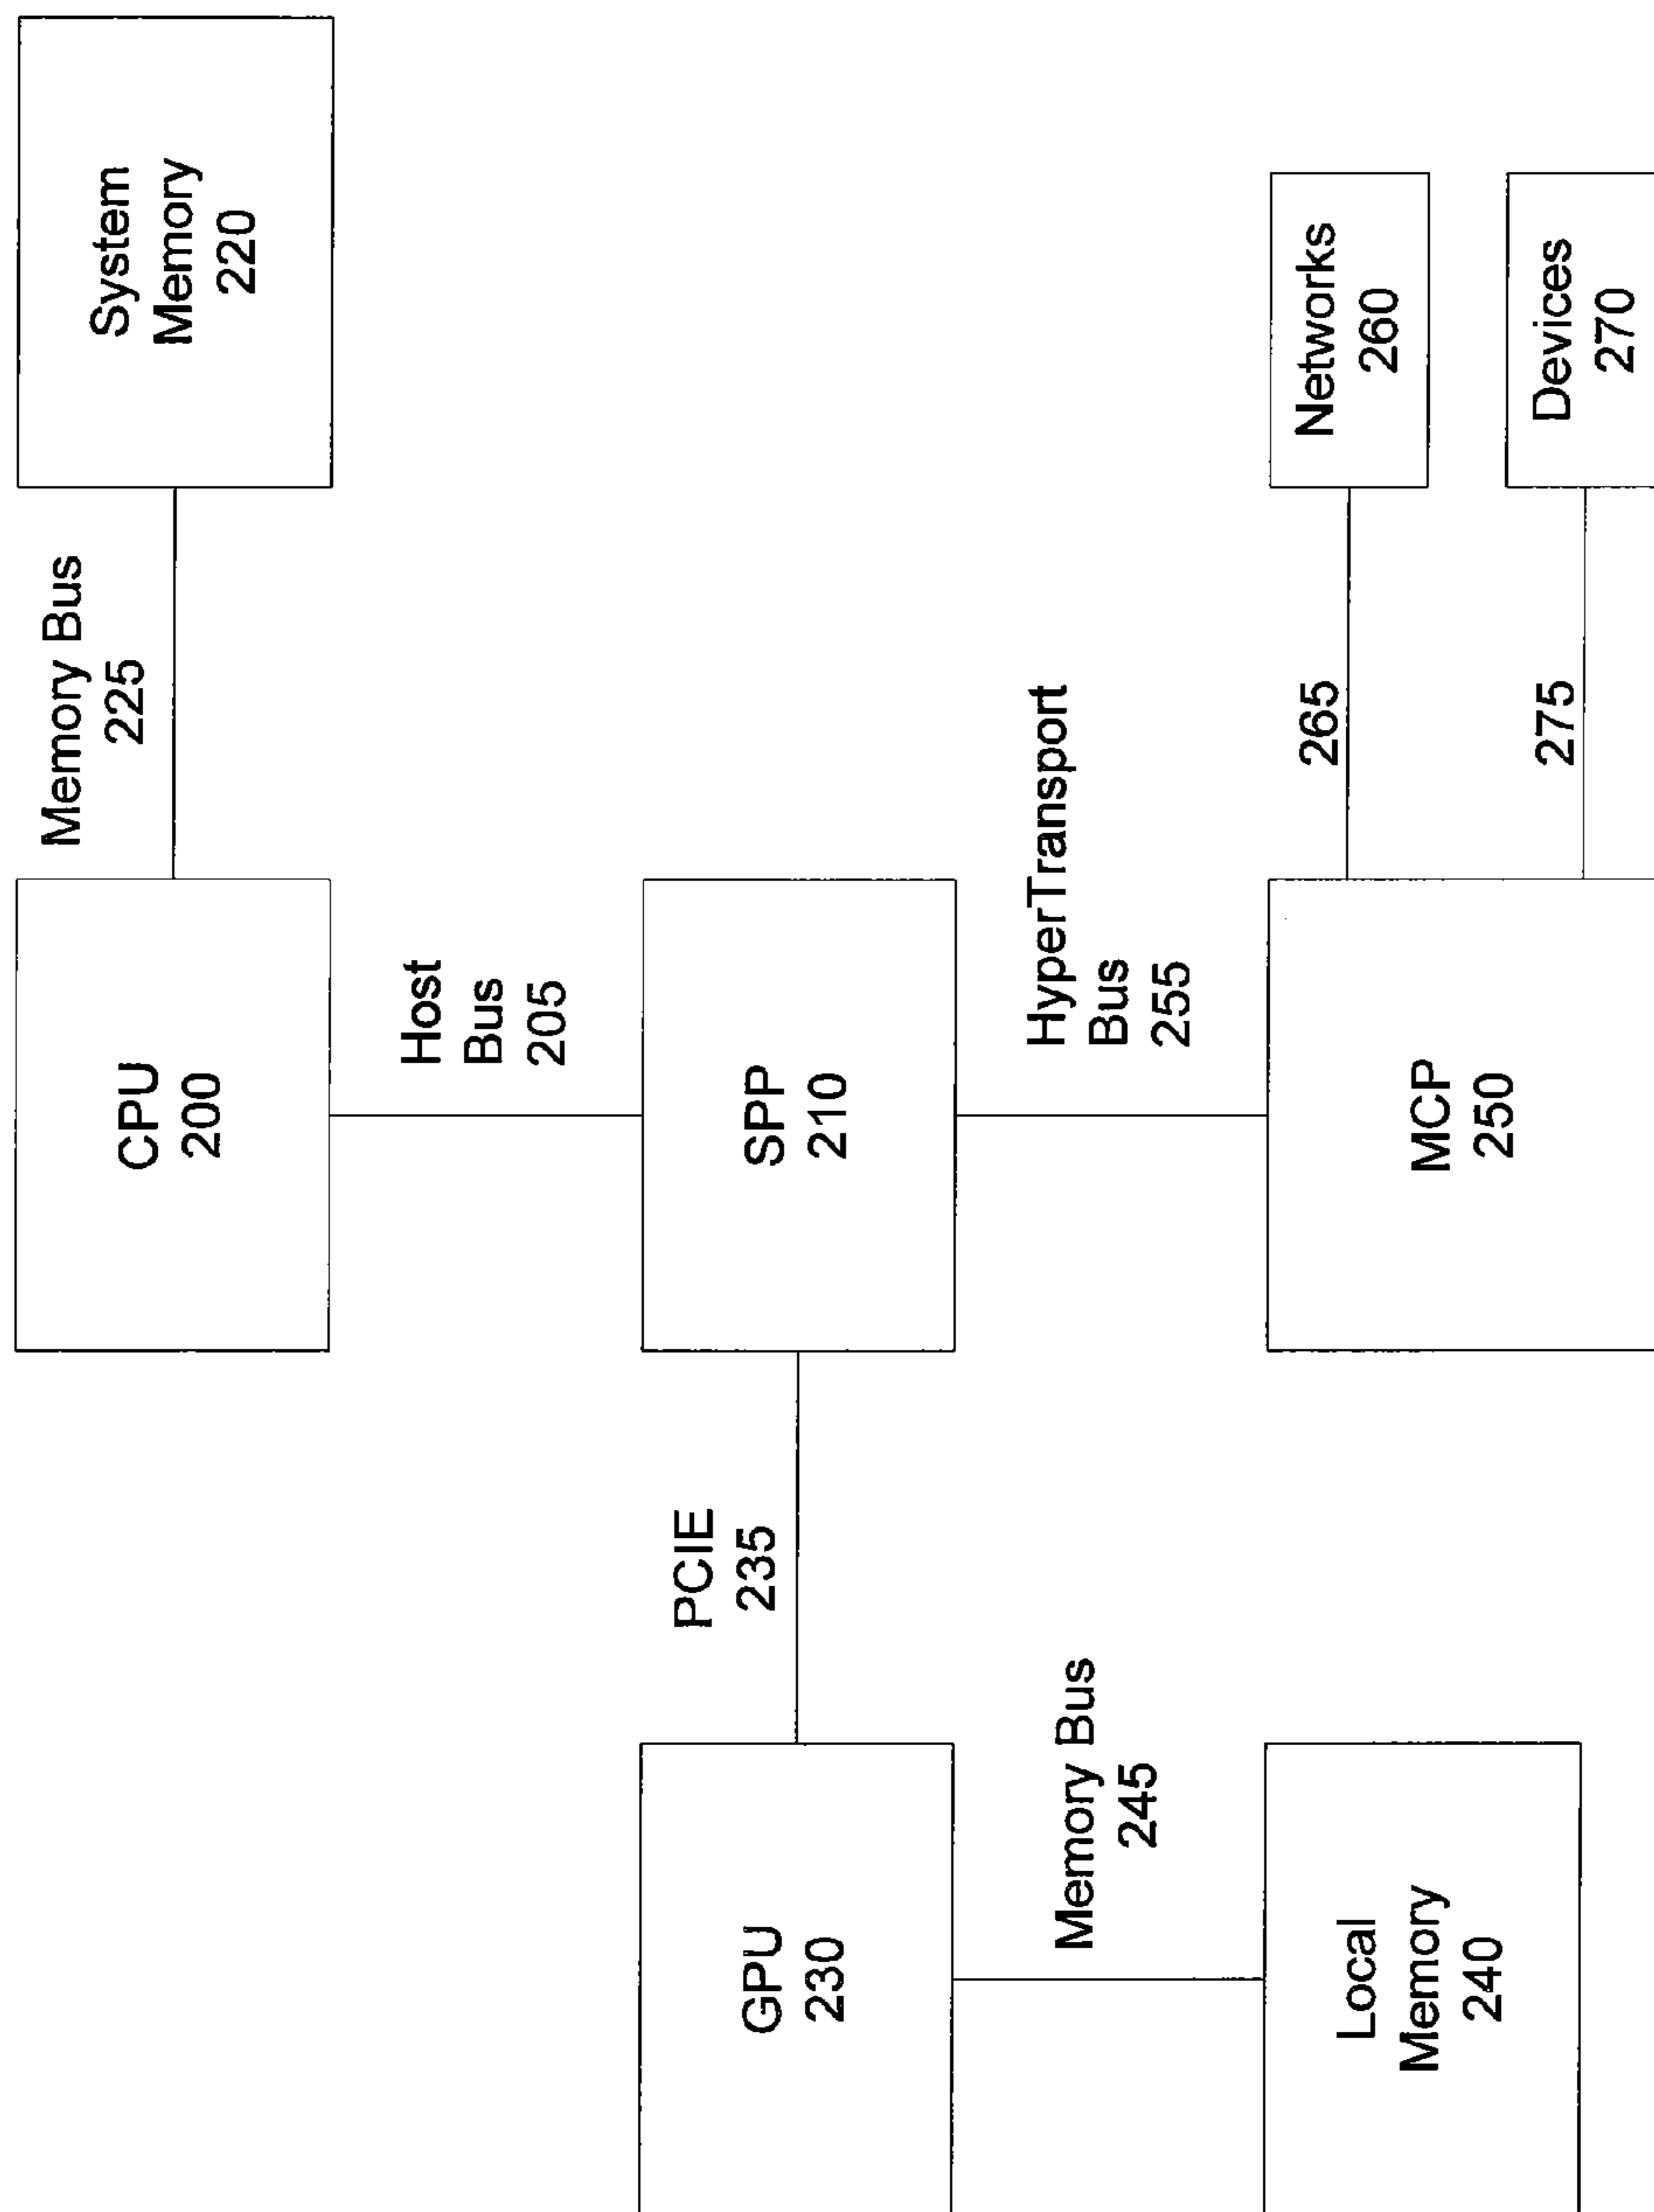 System
Memory
220
Memory Bus
225
CPU
200
Host
Bus
205
SPP
210
PCIE
235
GPU
230
Memory Bus
245
Local
Memory
240
HyperTransport
Bus
255
MCP
250
Networks
260
265
Devices
270
275